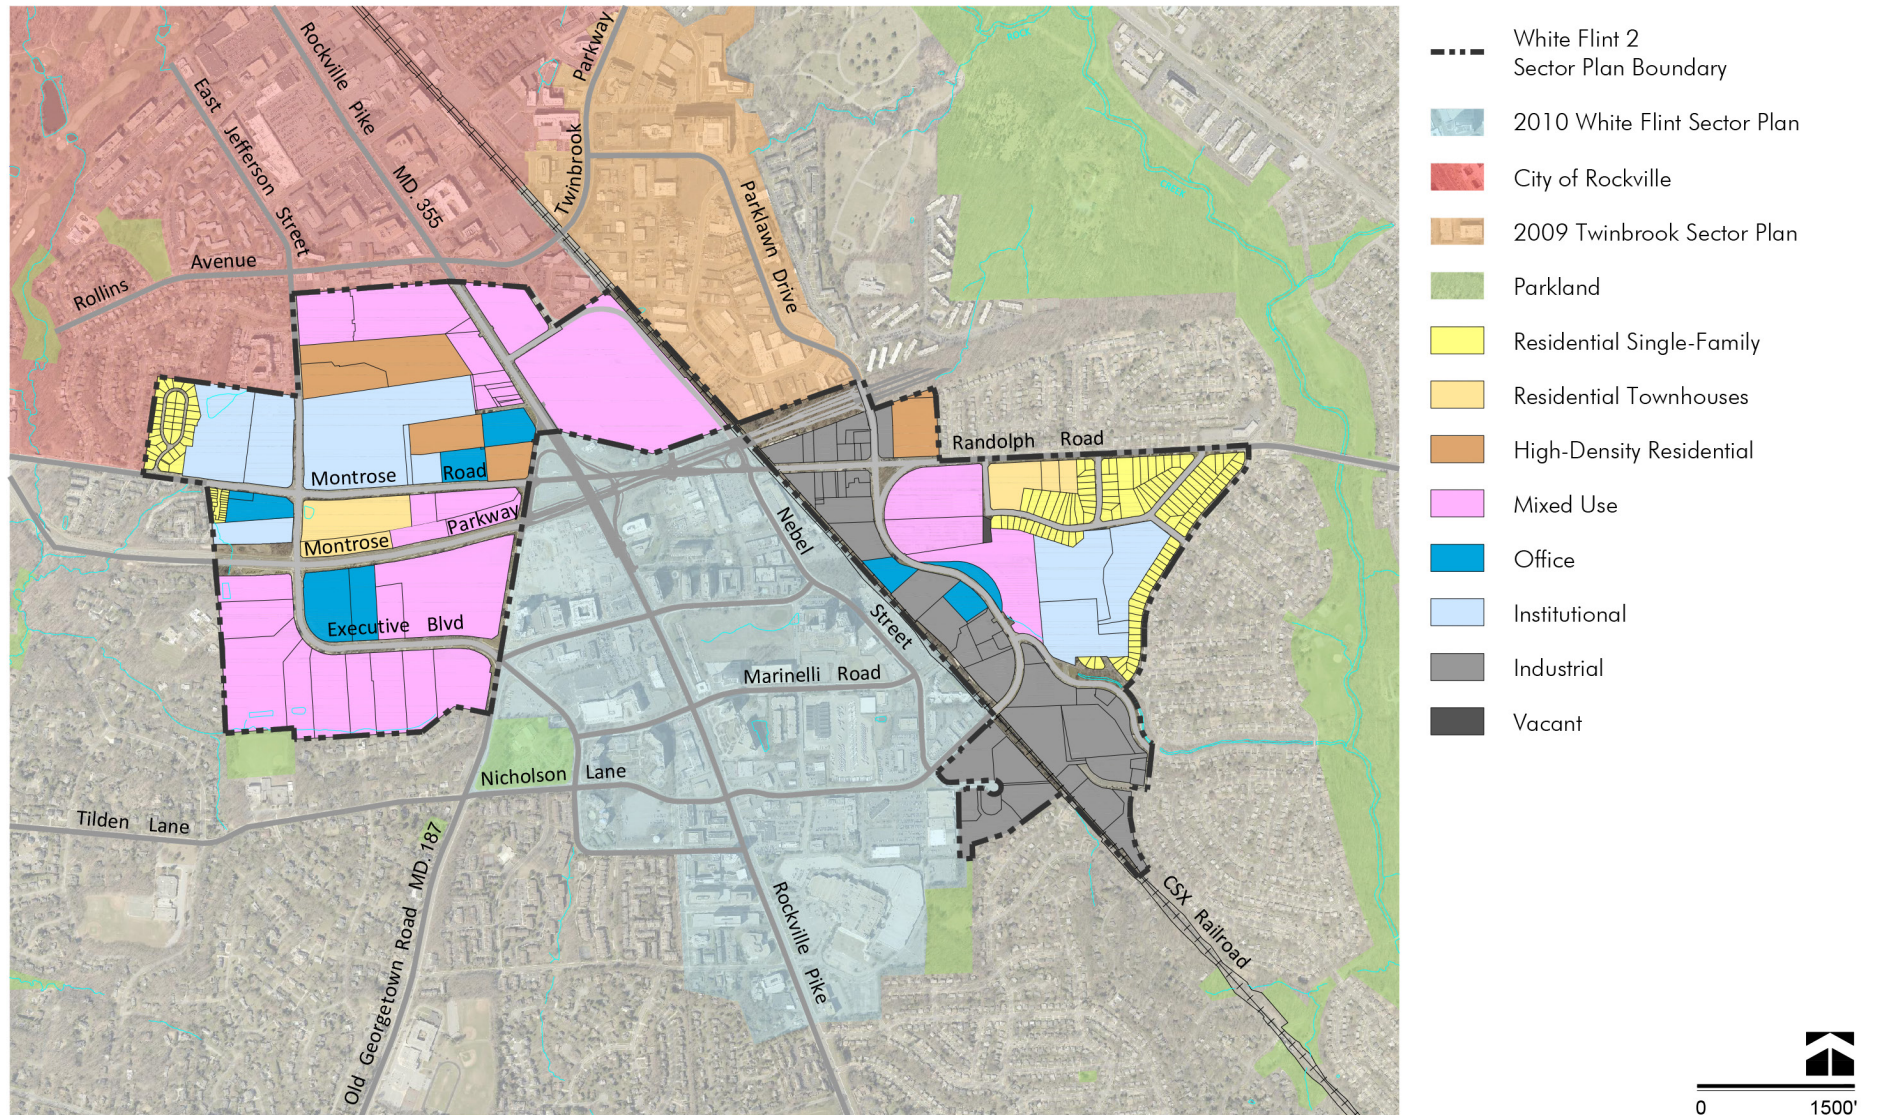 Rockville Pike
MD. 355
East Jefferson Street
Twinbrook Parkway
Parklawn Drive
Rollins Avenue
Randolph Road
Montrose Road
Montrose Parkway
Nebel Street
Executive Blvd
Marinelli Road
Nicholson Lane
Tilden Lane
Old Georgetown Road MD. 187
Rockville Pike
CSX Railroad
White Flint 2
Sector Plan Boundary
2010 White Flint Sector Plan
City of Rockville
2009 Twinbrook Sector Plan
Parkland
Residential Single-Family
Residential Townhouses
High-Density Residential
Mixed Use
Office
Institutional
Industrial
Vacant
0 1500'